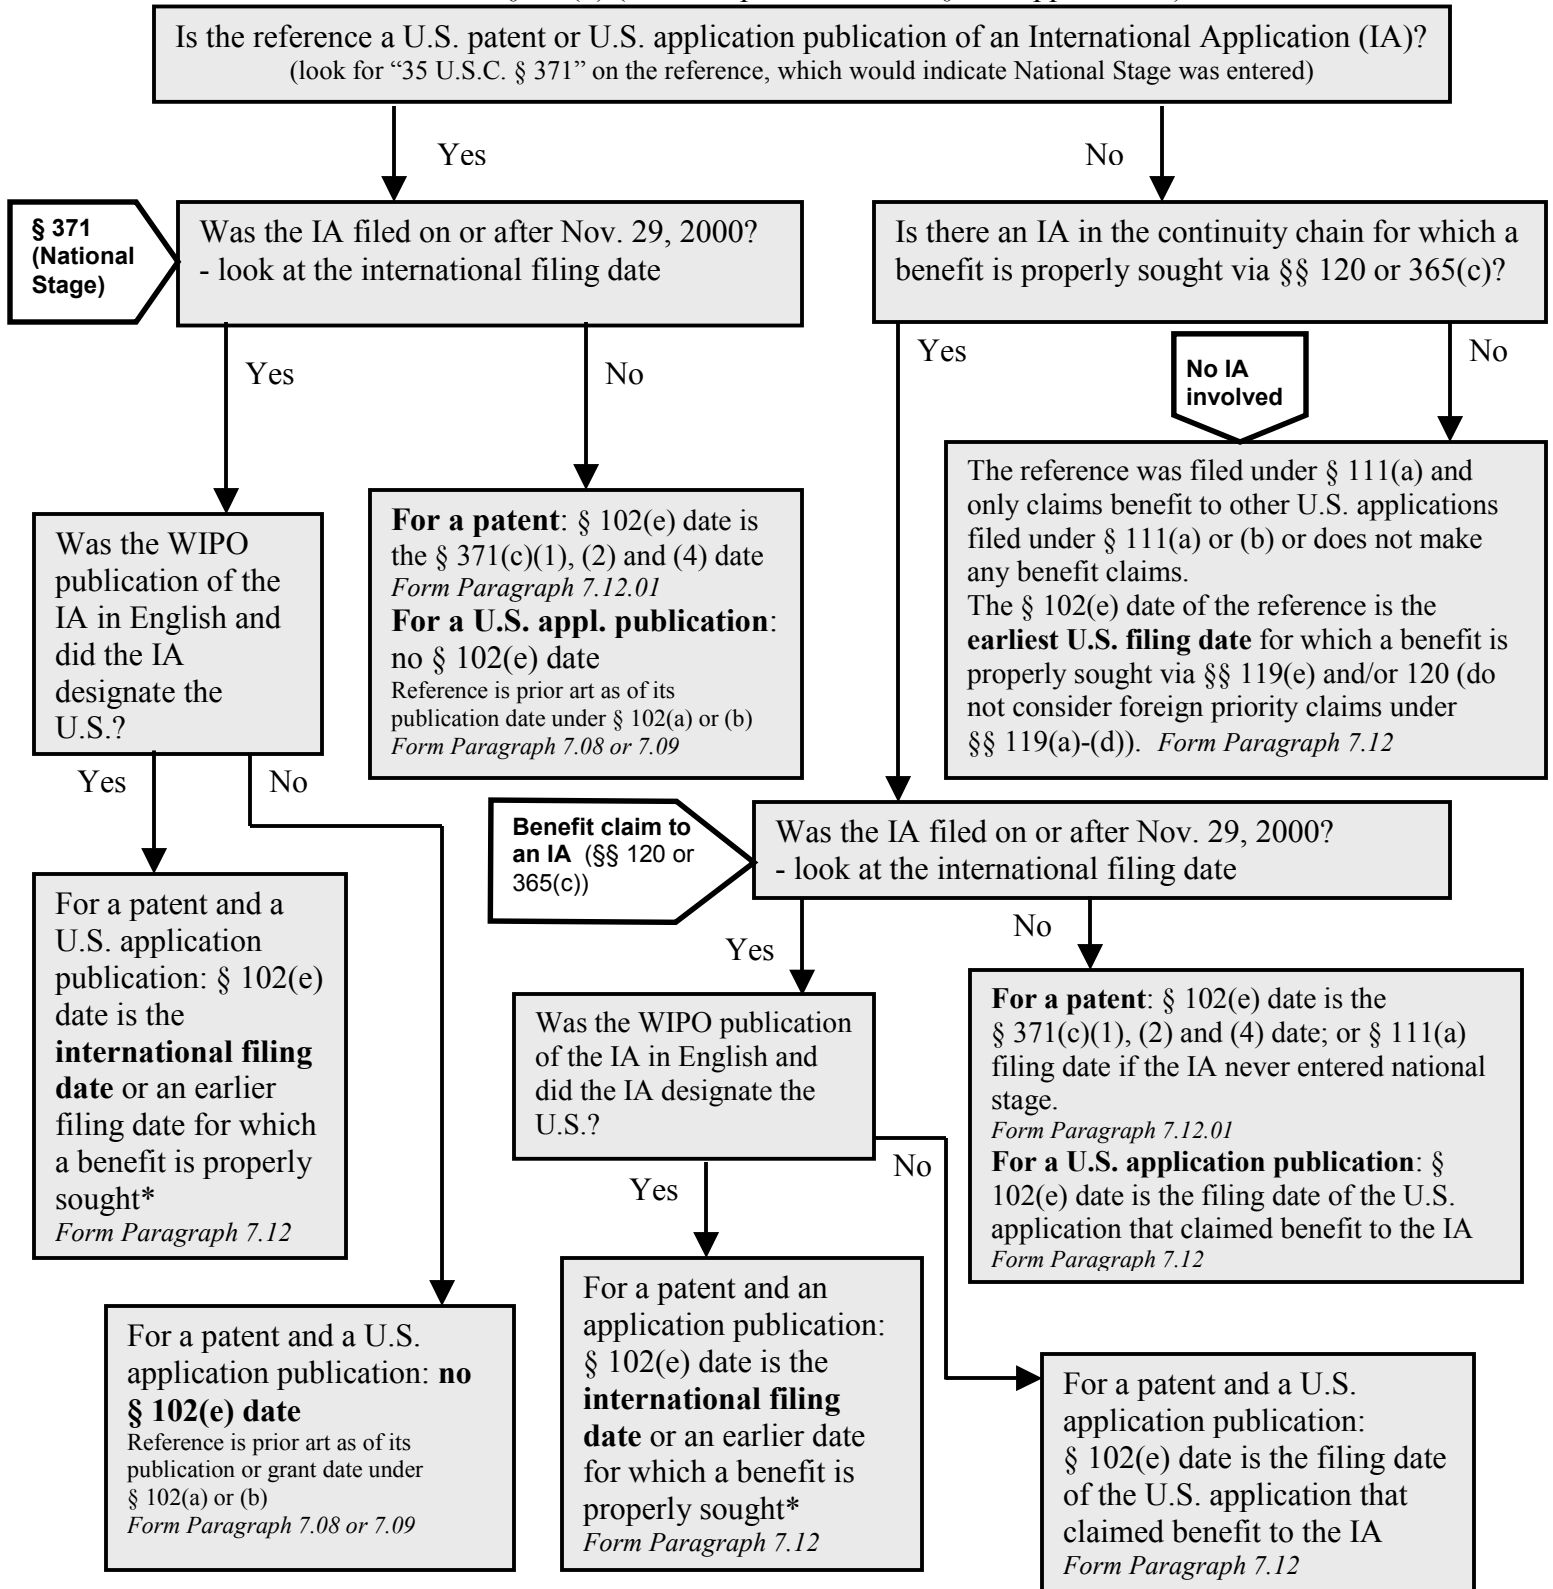 Is the reference a U.S. patent or U.S. application publication of an International Application (IA)?
(look for “35 U.S.C. § 371” on the reference, which would indicate National Stage was entered)
Yes
No
§ 371
(National
Stage)
Was the IA filed on or after Nov. 29, 2000?
- look at the international filing date
Is there an IA in the continuity chain for which a
benefit is properly sought via §§ 120 or 365(c)?
Yes
No
Yes
No
No IA
involved
Was the WIPO
publication of the
IA in English and
did the IA
designate the
U.S.?
For a patent: § 102(e) date is
the § 371(c)(1), (2) and (4) date
Form Paragraph 7.12.01
For a U.S. appl. publication:
no § 102(e) date
Reference is prior art as of its
publication date under § 102(a) or (b)
Form Paragraph 7.08 or 7.09
The reference was filed under § 111(a) and
only claims benefit to other U.S. applications
filed under § 111(a) or (b) or does not make
any benefit claims.
The § 102(e) date of the reference is the
earliest U.S. filing date for which a benefit is
properly sought via §§ 119(e) and/or 120 (do
not consider foreign priority claims under
§§ 119(a)-(d)). Form Paragraph 7.12
Yes
No
Benefit claim to
an IA (§§ 120 or
365(c))
Was the IA filed on or after Nov. 29, 2000?
- look at the international filing date
For a patent and a
U.S. application
publication: § 102(e)
date is the
international filing
date or an earlier
filing date for which
a benefit is properly
sought*
Form Paragraph 7.12
Yes
No
Was the WIPO publication
of the IA in English and
did the IA designate the
U.S.?
For a patent: § 102(e) date is the
§ 371(c)(1), (2) and (4) date; or § 111(a)
filing date if the IA never entered national
stage.
Form Paragraph 7.12.01
For a U.S. application publication: §
102(e) date is the filing date of the U.S.
application that claimed benefit to the IA
Form Paragraph 7.12
Yes
No
For a patent and a U.S.
application publication: no
§ 102(e) date
Reference is prior art as of its
publication or grant date under
§ 102(a) or (b)
Form Paragraph 7.08 or 7.09
For a patent and an
application publication:
§ 102(e) date is the
international filing
date or an earlier date
for which a benefit is
properly sought*
Form Paragraph 7.12
For a patent and a U.S.
application publication:
§ 102(e) date is the filing date
of the U.S. application that
claimed benefit to the IA
Form Paragraph 7.12